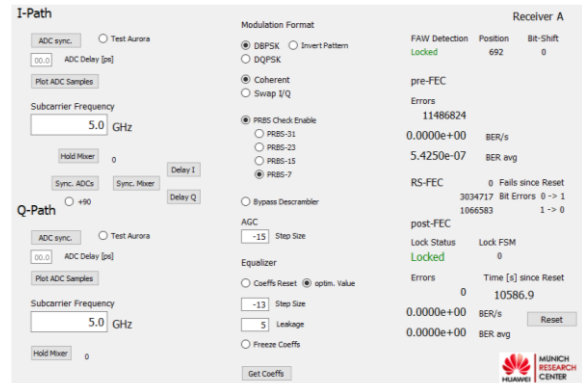 I-Path
ADC sync.
Test Aurora
00.0
ADC Delay [ps]
Plot ADC Samples
Subcarrier Frequency
5.0 GHz
Hold Mixer
0
Delay I
Sync. ADCs
Sync. Mixer
+90
Delay Q
Q-Path
ADC sync.
Test Aurora
00.0
ADC Delay [ps]
Plot ADC Samples
Subcarrier Frequency
5.0 GHz
Hold Mixer
0
Modulation Format
DBPSK
Invert Pattern
DQPSK
Coherent
Swap I/Q
PRBS Check Enable
PRBS-31
PRBS-23
PRBS-15
PRBS-7
Bypass Descrambler
AGC
-15 Step Size
Equalizer
Coeffs Reset
optim. Value
-13 Step Size
5 Leakage
Freeze Coeffs
Get Coeffs
Receiver A
FAW Detection Position Bit-Shift
Locked 692 0
pre-FEC
Errors
11486824
0.0000e+00 BER/s
5.4250e-07 BER avg
RS-FEC 0 Fails since Reset
3034717 Bit Errors 0 -> 1
1066583 1 -> 0
post-FEC
Lock Status Lock FSM
Locked 0
Errors Time [s] since Reset
0 10586.9
0.0000e+00 BER/s
Reset
0.0000e+00 BER avg
HUAWEI
MUNICH
RESEARCH
CENTER